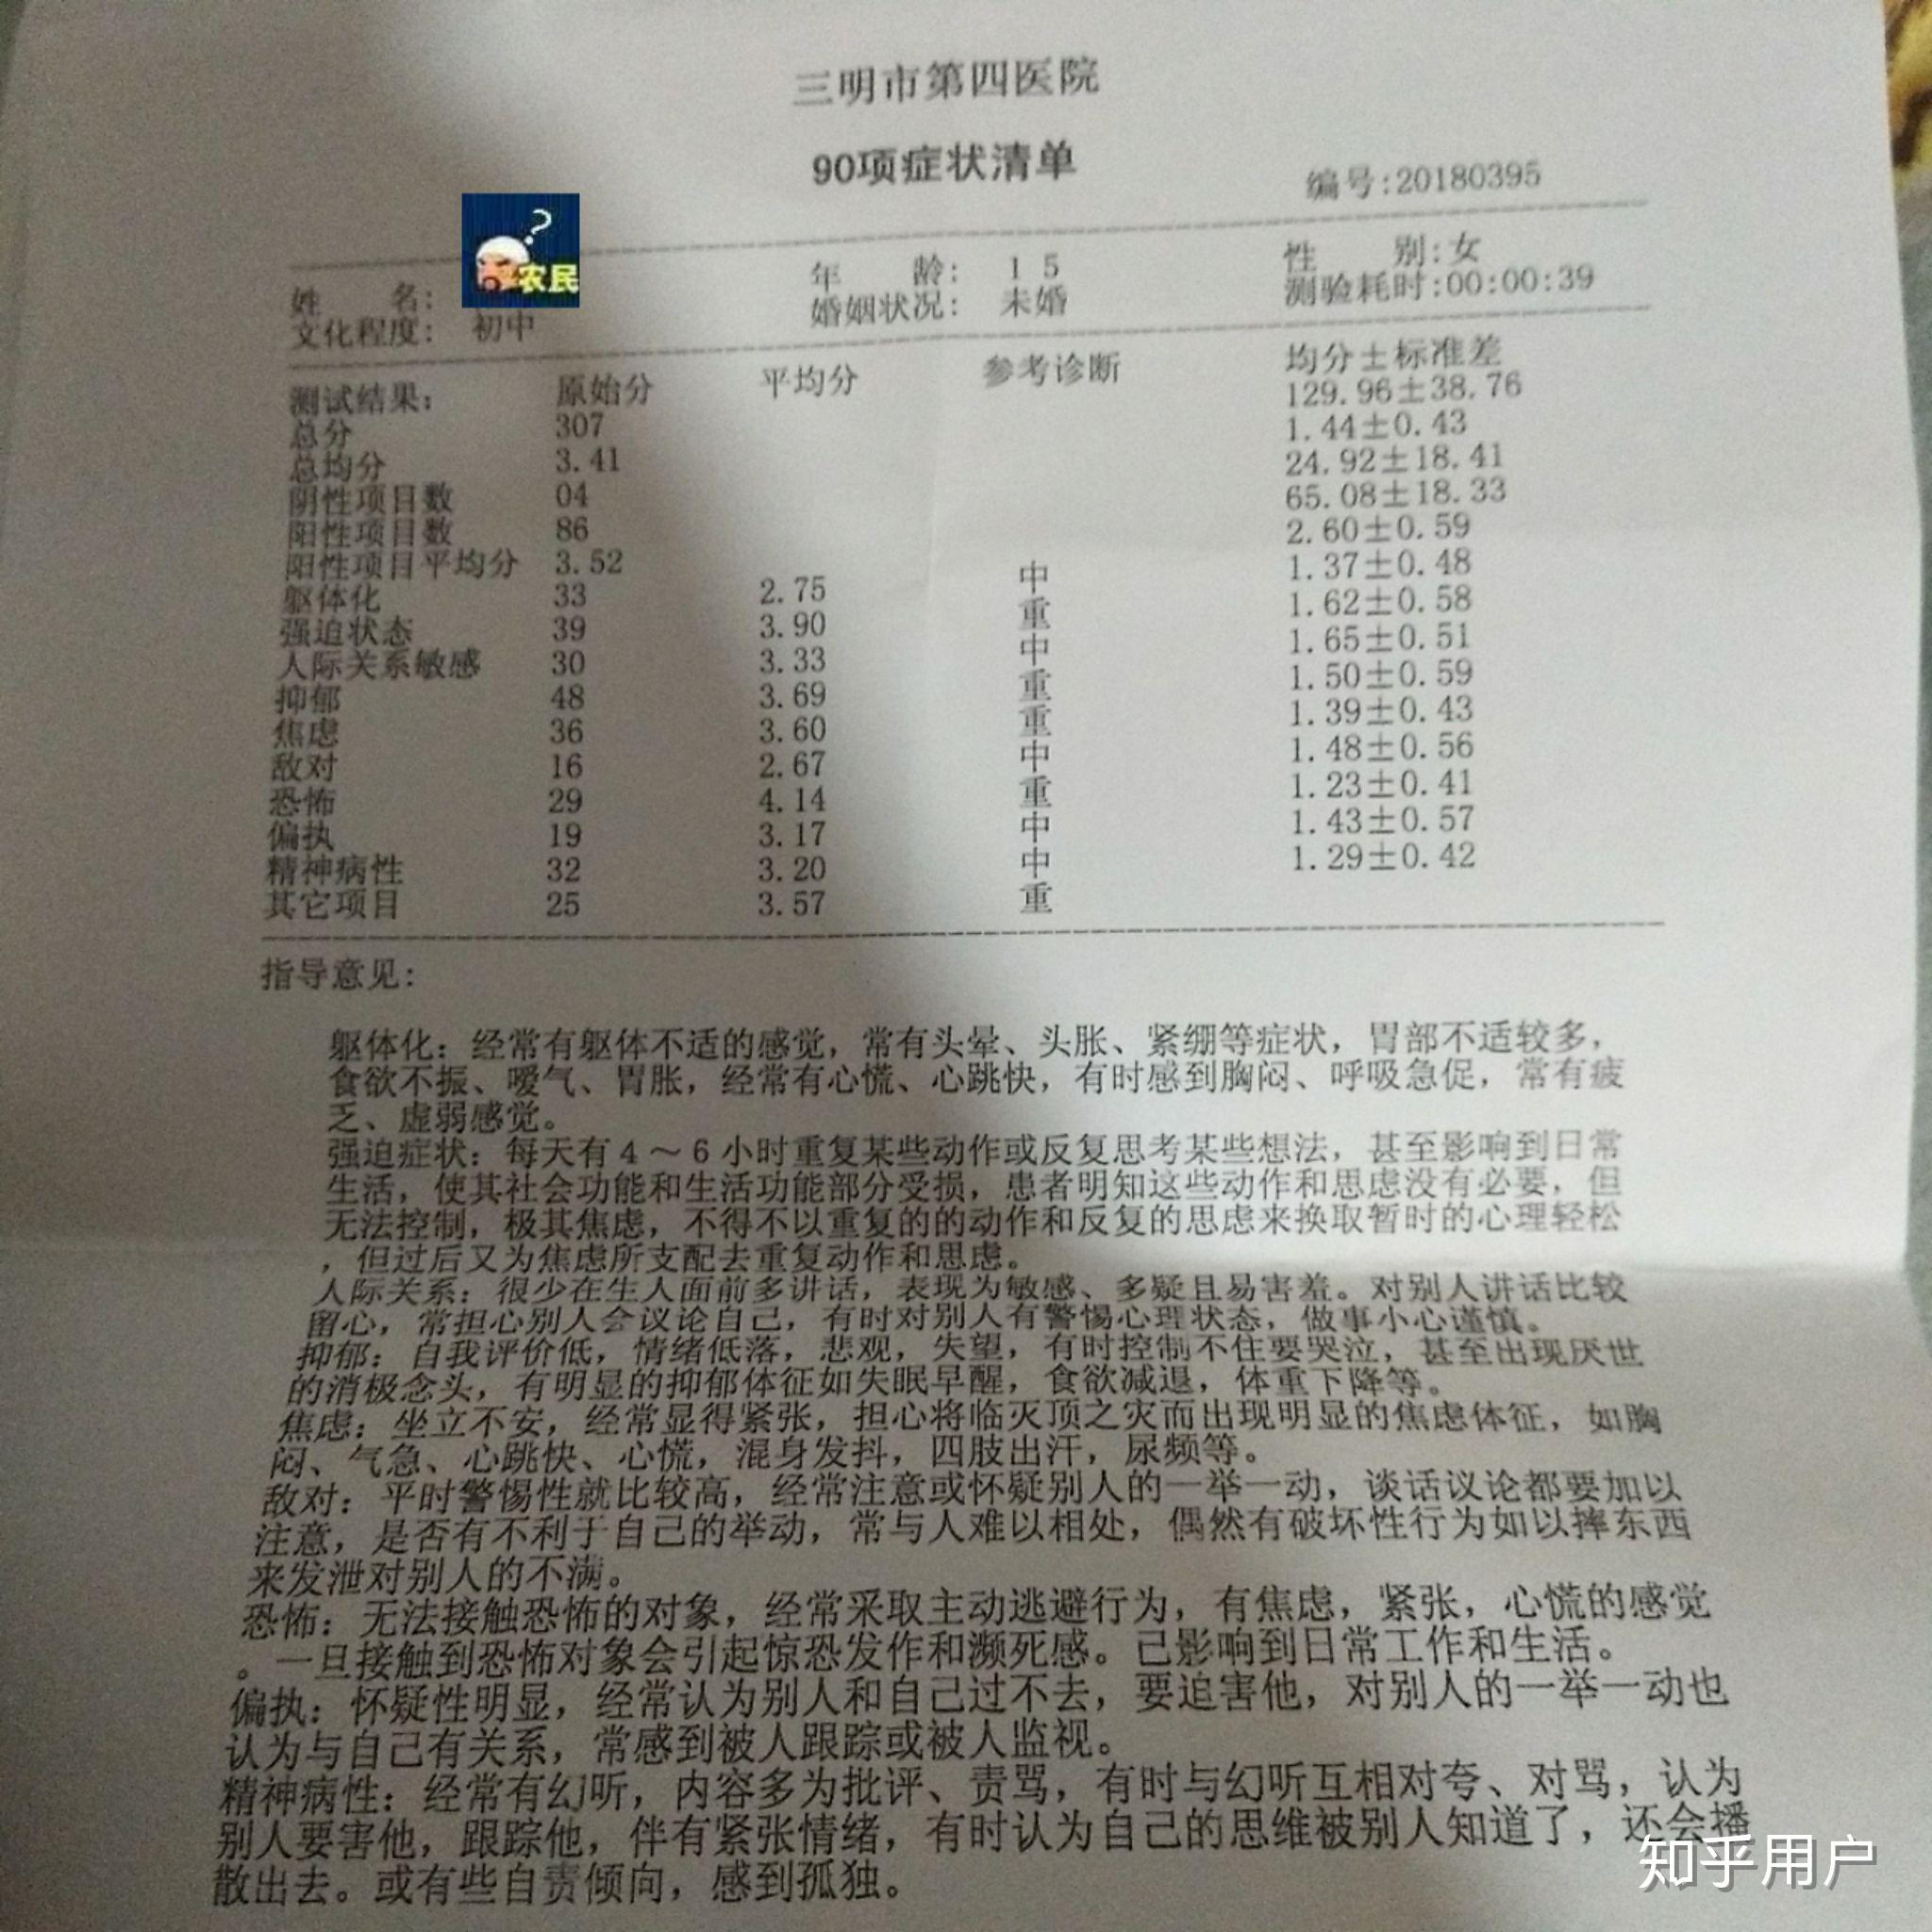 三明市第四医院
90项症状清单
编号:20180395
姓 名: ?农民 年 龄: 15 性 别:女
文化程度: 初中 婚姻状况: 未婚 测验耗时:00:00:39
测试结果: 原始分 平均分 参考诊断 均分±标准差
总分 307 129.96±38.76
总均分 3.41 1.44±0.43
阴性项目数 04 24.92±18.41
阳性项目数 86 65.08±18.33
阳性项目平均分 3.52 2.60±0.59
躯体化 33 2.75 中 1.37±0.48
强迫状态 39 3.90 重 1.62±0.58
人际关系敏感 30 3.33 中 1.65±0.51
抑郁 48 3.69 重 1.50±0.59
焦虑 36 3.60 重 1.39±0.43
敌对 16 2.67 中 1.48±0.56
恐怖 29 4.14 重 1.23±0.41
偏执 19 3.17 中 1.43±0.57
精神病性 32 3.20 中 1.29±0.42
其它项目 25 3.57 重
指导意见:
躯体化: 经常有躯体不适的感觉, 常有头晕、头胀、紧绷等症状, 胃部不适较多,
食欲不振、嗳气、胃胀, 经常有心慌、心跳快, 有时感到胸闷、呼吸急促, 常有疲
乏、虚弱感觉。
强迫症状: 每天有4～6小时重复某些动作或反复思考某些想法, 甚至影响到日常
生活, 使其社会功能和生活功能部分受损, 患者明知这些动作和思虑没有必要, 但
无法控制, 极其焦虑, 不得不以重复的的动作和反复的思虑来换取暂时的心理轻松
, 但过后又为焦虑所支配去重复动作和思虑。
人际关系: 很少在生人面前多讲话, 表现为敏感、多疑且易害羞。对别人讲话比较
留心, 常担心别人会议论自己, 有时对别人有警惕心理状态, 做事小心谨慎。
抑郁: 自我评价低, 情绪低落, 悲观, 失望, 有时控制不住要哭泣, 甚至出现厌世
的消极念头, 有明显的抑郁体征如失眠早醒, 食欲减退, 体重下降等。
焦虑: 坐立不安, 经常显得紧张, 担心将临灭顶之灾而出现明显的焦虑体征, 如胸
闷、气急、心跳快、心慌, 混身发抖, 四肢出汗, 尿频等。
敌对: 平时警惕性就比较高, 经常注意或怀疑别人的一举一动, 谈话议论都要加以
注意, 是否有不利于自己的举动, 常与人难以相处, 偶然有破坏性行为如以摔东西
来发泄对别人的不满。
恐怖: 无法接触恐怖的对象, 经常采取主动逃避行为, 有焦虑, 紧张, 心慌的感觉
。一旦接触到恐怖对象会引起惊恐发作和濒死感。已影响到日常工作和生活。
偏执: 怀疑性明显, 经常认为别人和自己过不去, 要迫害他, 对别人的一举一动也
认为与自己有关系, 常感到被人跟踪或被人监视。
精神病性: 经常有幻听, 内容多为批评、责骂, 有时与幻听互相对夸、对骂, 认为
别人要害他, 跟踪他, 伴有紧张情绪, 有时认为自己的思维被别人知道了, 还会播
散出去。或有些自责倾向, 感到孤独。
知乎用户